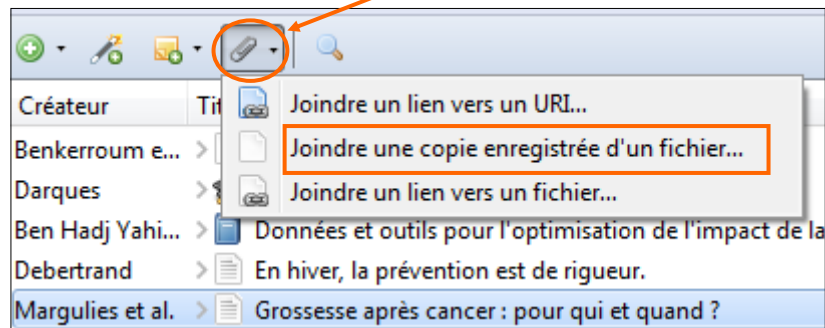 Créateur Tit
Joindre un lien vers un URI...
Benkerroum e...
Joindre une copie enregistrée d'un fichier...
Darques
Joindre un lien vers un fichier...
Ben Hadj Yahi... Données et outils pour l'optimisation de l'impact de la
Debertrand En hiver, la prévention est de rigueur.
Margulies et al. Grossesse après cancer : pour qui et quand ?